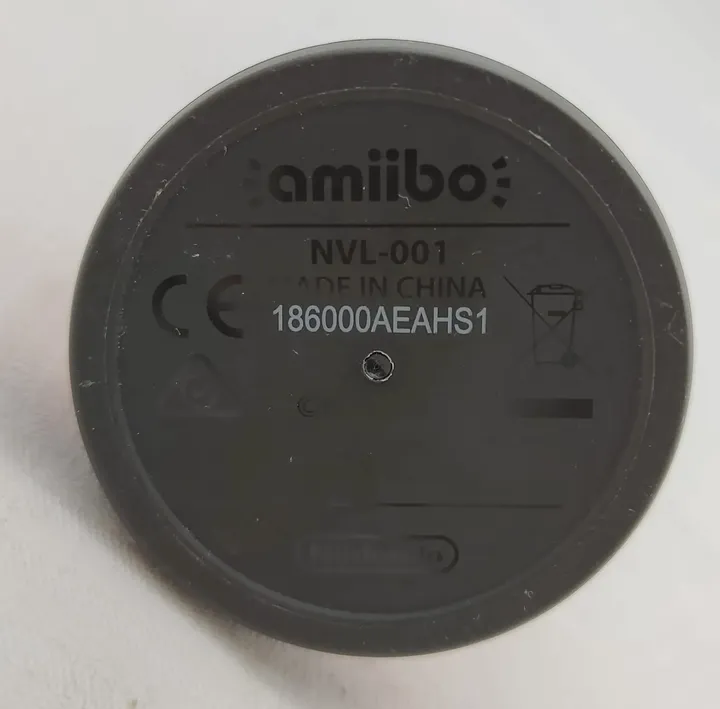 amiibo
NVL-001
MADE IN CHINA
CE
186000AEAHS1